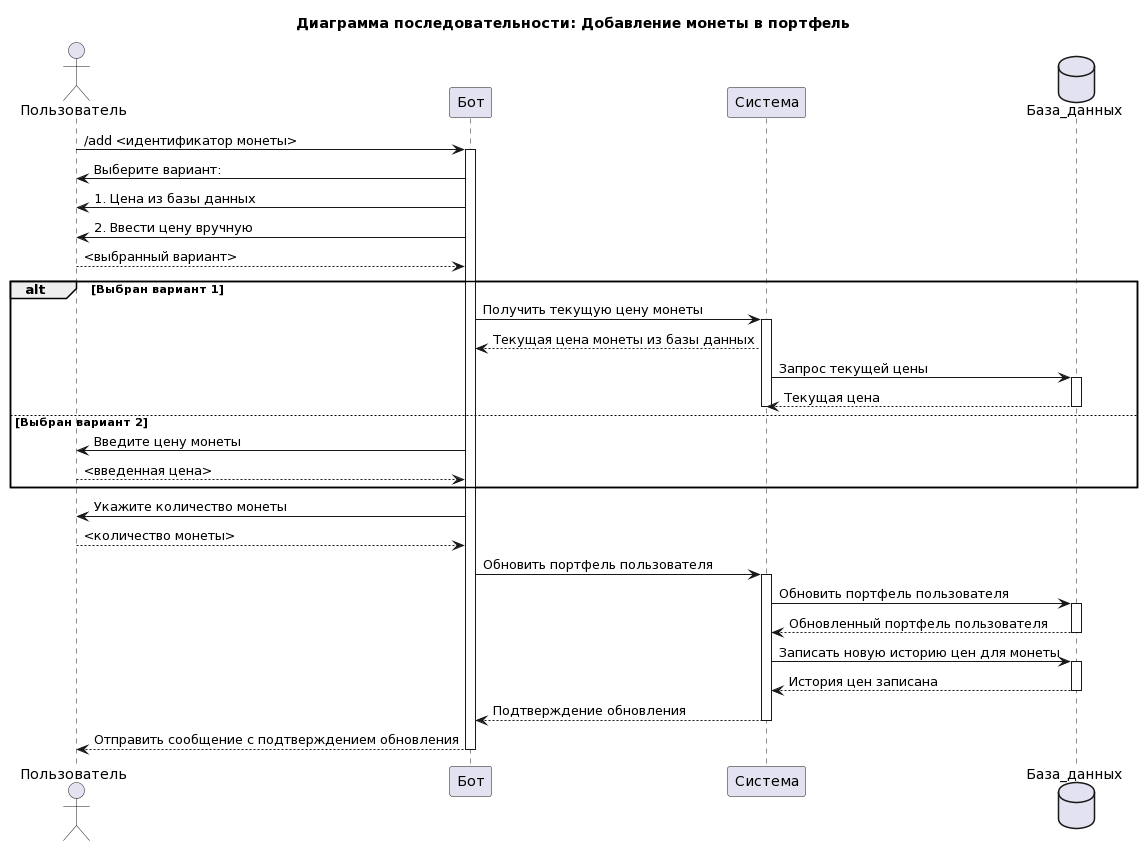 Диаграмма последовательности: Добавление монеты в портфель
Пользователь
Бот
Система
База_данных
/add <идентификатор монеты>
Выберите вариант:
1. Цена из базы данных
2. Ввести цену вручную
<выбранный вариант>
alt
[Выбран вариант 1]
Получить текущую цену монеты
Текущая цена монеты из базы данных
Запрос текущей цены
Текущая цена
[Выбран вариант 2]
Введите цену монеты
<введенная цена>
Укажите количество монеты
<количество монеты>
Обновить портфель пользователя
Обновить портфель пользователя
Обновленный портфель пользователя
Записать новую историю цен для монеты
История цен записана
Подтверждение обновления
Отправить сообщение с подтверждением обновления
Пользователь
Бот
Система
База_данных